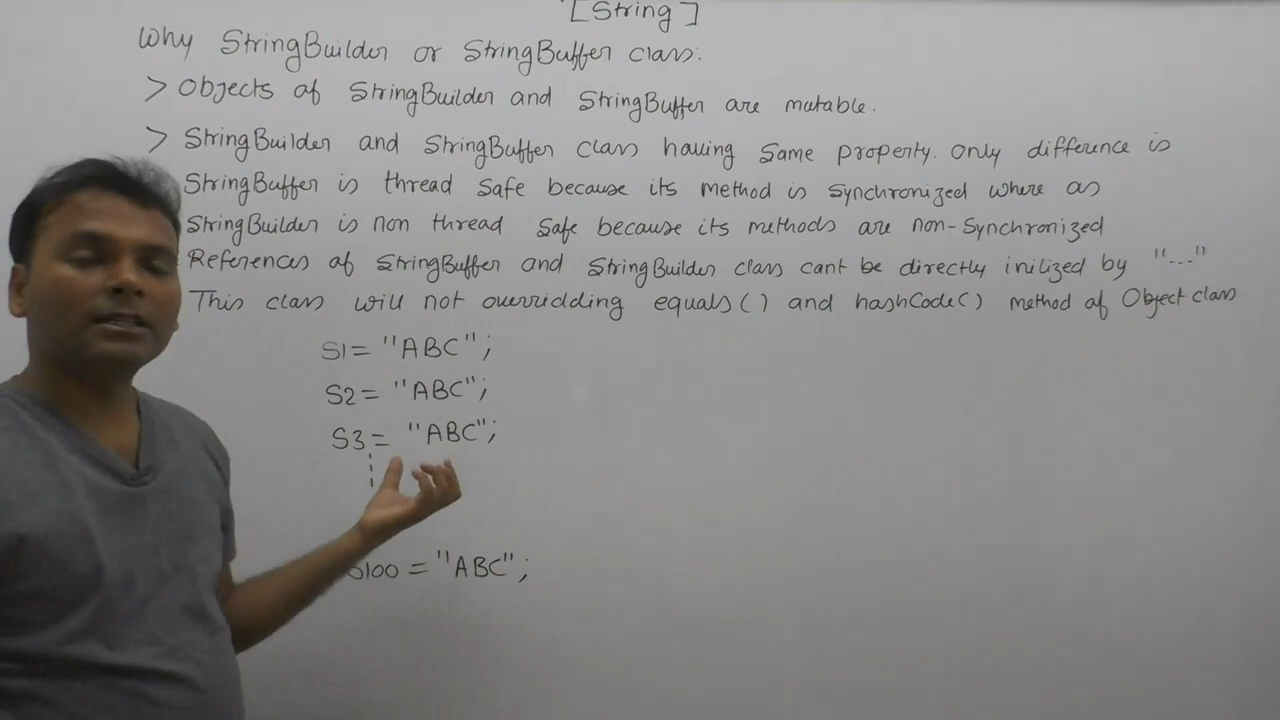 [String]
Why StringBuilder or StringBuffer class.
> Objects of StringBuilder and StringBuffer are mutable.
> StringBuilder and StringBuffer class having same property. only difference is
StringBuffer is thread safe because its method is synchronized where as
StringBuilder is non thread safe because its methods are non-synchronized
References of StringBuffer and StringBuilder class cant be directly inilized by "..."
This class will not overridding equals() and hashCode() method of Object class
S1= "ABC";
S2= "ABC";
S3= "ABC";
S100 = "ABC";